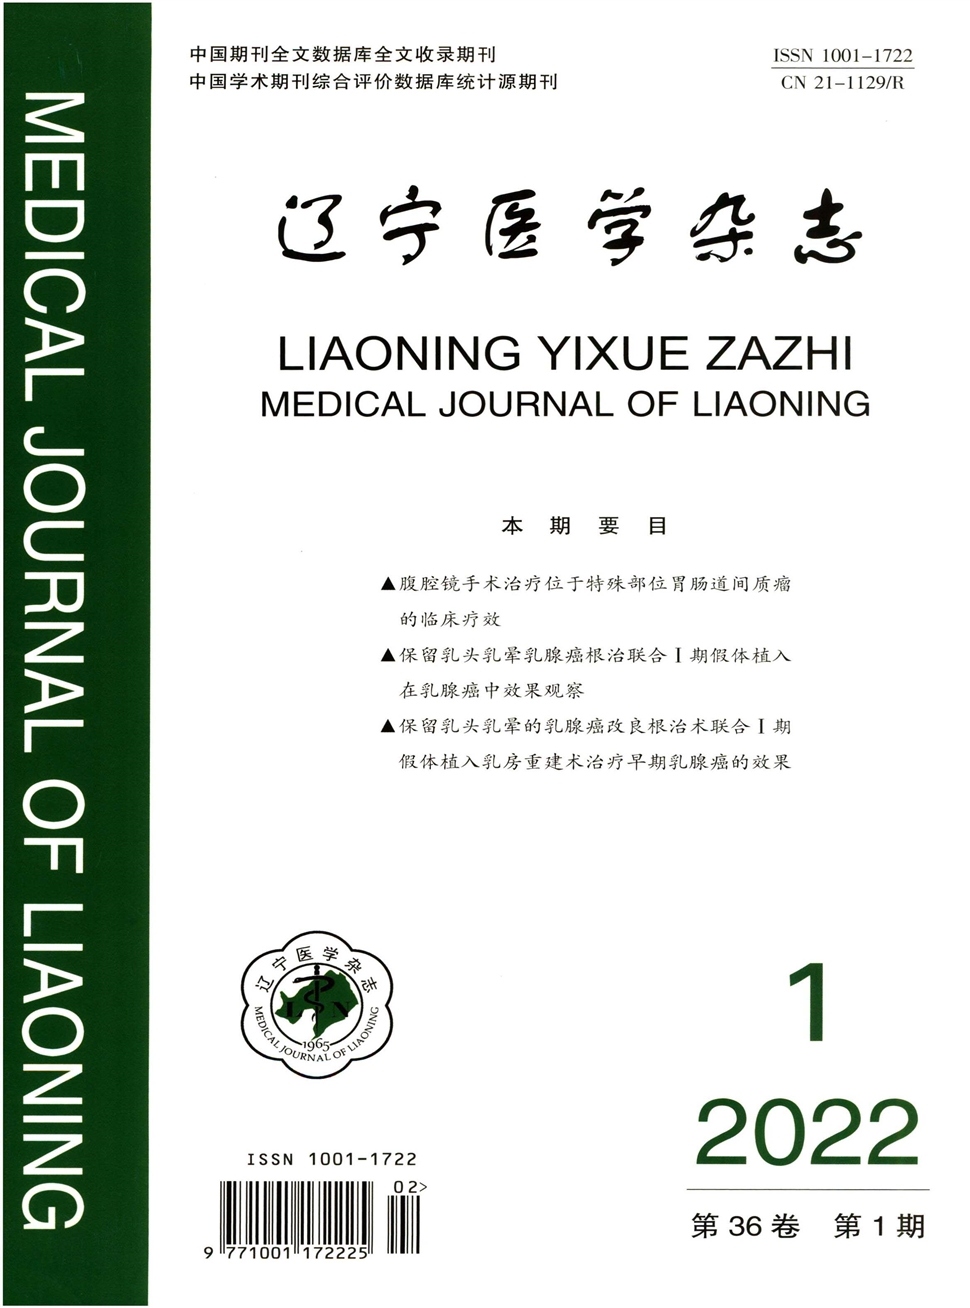 中国期刊全文数据库全文收录期刊
中国学术期刊综合评价数据库统计源期刊
ISSN 1001-1722
CN 21-1129/R
MEDICAL JOURNAL OF LIAONING
辽宁医学杂志
LIAONING YIXUE ZAZHI
MEDICAL JOURNAL OF LIAONING
本期要目
▲腹腔镜手术治疗位于特殊部位胃肠道间质瘤
的临床疗效
▲保留乳头乳晕乳腺癌根治联合Ⅰ期假体植入
在乳腺癌中效果观察
▲保留乳头乳晕的乳腺癌改良根治术联合Ⅰ期
假体植入乳房重建术治疗早期乳腺癌的效果
辽宁医学杂志
L N
1965
MEDICAL JOURNAL OF LIAONING
1
2022
第36卷 第1期
ISSN 1001-1722
02>
9 771001 172225